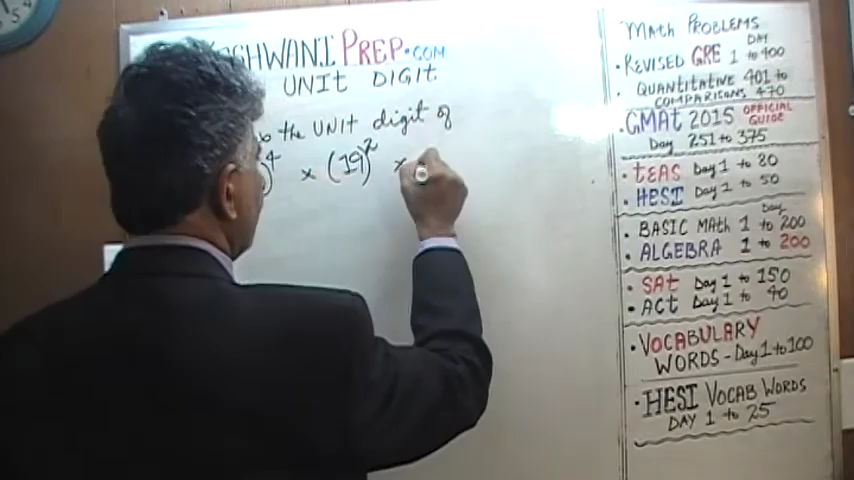 SHWANI PREP.COM
UNIT DIGIT
the UNIT digit of
)⁴ × (19)² ×
MATH PROBLEMS
• REVISED GRE DAY 1 to 400
• QUANTITATIVE 401 to
COMPARISONS 470
• GMAT 2015 OFFICIAL GUIDE
Day 251 to 375
• TEAS Day 1 to 80
• HESI Day 1 to 50
• BASIC MATH Day 1 to 200
• ALGEBRA 1 to 200
• SAT Day 1 to 150
• ACT Day 1 to 40
• VOCABULARY
WORDS - Day 1 to 100
• HESI VOCAB WORDS
DAY 1 to 25